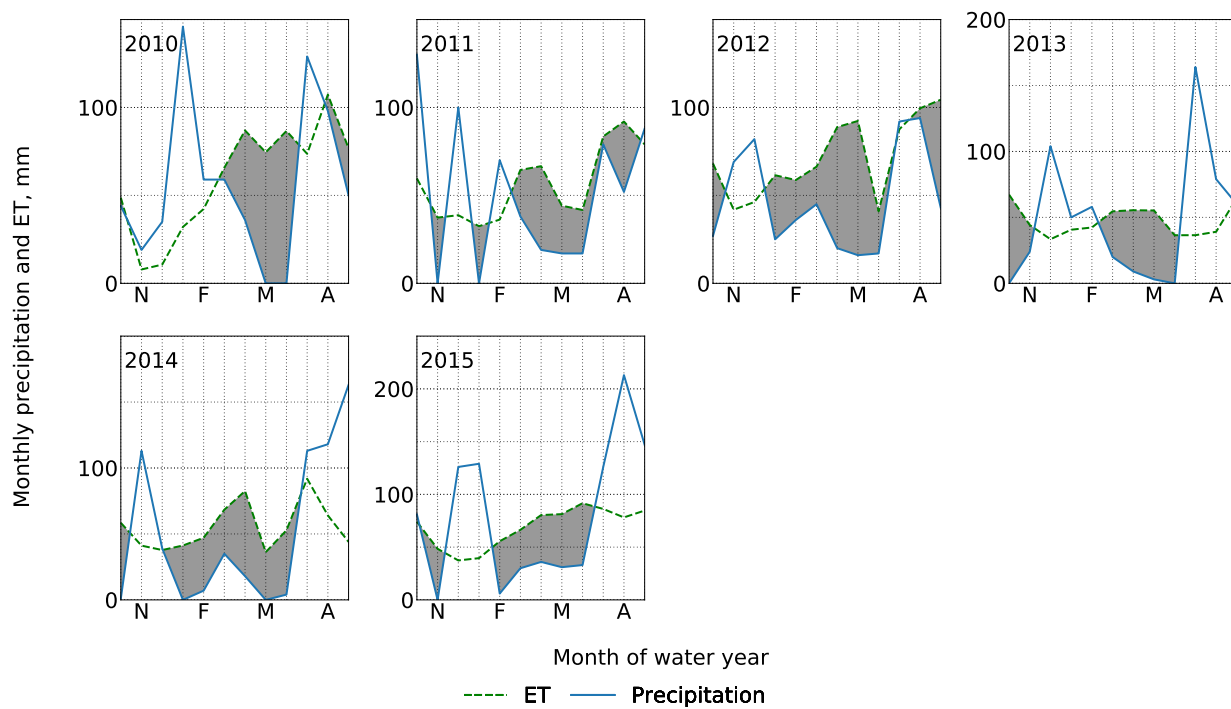 2010
2011
2012
2013
200
100
0
N F M A
100
0
N F M A
100
0
N F M A
100
0
N F M A
Monthly precipitation and ET, mm
2014
2015
100
0
N F M A
200
100
0
N F M A
Month of water year
ET Precipitation